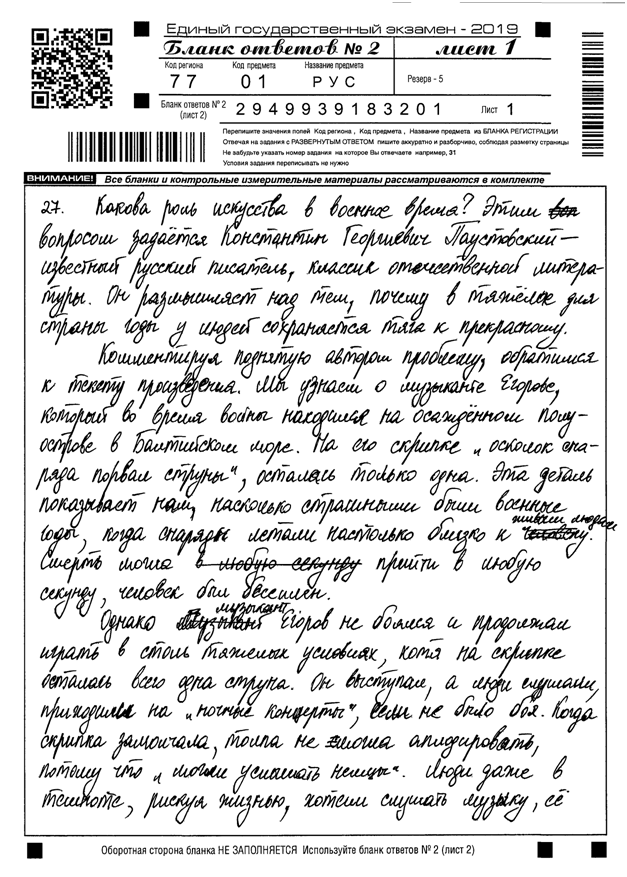 Единый государственный экзамен - 2019
Бланк ответов № 2 лист 1
Код региона Код предмета Название предмета
77 01 РУС Резерв - 5
Бланк ответов № 2 (лист 2) 2949939183201 Лист 1
Перепишите значения полей Код региона, Код предмета, Название предмета из БЛАНКА РЕГИСТРАЦИИ
Отвечая на задания с РАЗВЕРНУТЫМ ОТВЕТОМ пишите аккуратно и разборчиво, соблюдая разметку страницы
Не забудьте указать номер задания на которое Вы отвечаете например, 31
Условия задания переписывать не нужно
ВНИМАНИЕ! Все бланки и контрольные измерительные материалы рассматриваются в комплекте
27. Какова роль искусства в военное время? Этим
вопросом задаётся Константин Георгиевич Паустовский –
известный русский писатель, классик отечественной литера-
туры. Он размышляет над тем, почему в тяжёлое для
страны годы у людей сохраняется тяга к прекрасному.
Комментируя поднятую автором проблему, обратимся
к тексту произведения. Мы узнаем о музыканте Егорове,
который во время войны находился на осаждённом полу-
острове в Балтийском море. На его скрипке „осколок сна-
ряда порвал струны", осталась только одна. Эта деталь
показывает нам, насколько страшными были военные
годы, когда снаряды летали настолько близко к живым людям.
Смерть могла в любую секунду прийти в любую
секунду, человек был бессилен.
Однако музыкант Егоров не боялся и продолжал
играть в столь тяжелых условиях, хотя на скрипке
осталась всего одна струна. Он выступал, а люди слушали,
приходили на „ночные концерты", если не было боя. Когда
скрипка замолчала, толпа не могла аплодировать,
потому что „могли услышать немцы". Люди даже в
темноте, рискуя жизнью, хотели слушать музыку, её
Оборотная сторона бланка НЕ ЗАПОЛНЯЕТСЯ Используйте бланк ответов № 2 (лист 2)